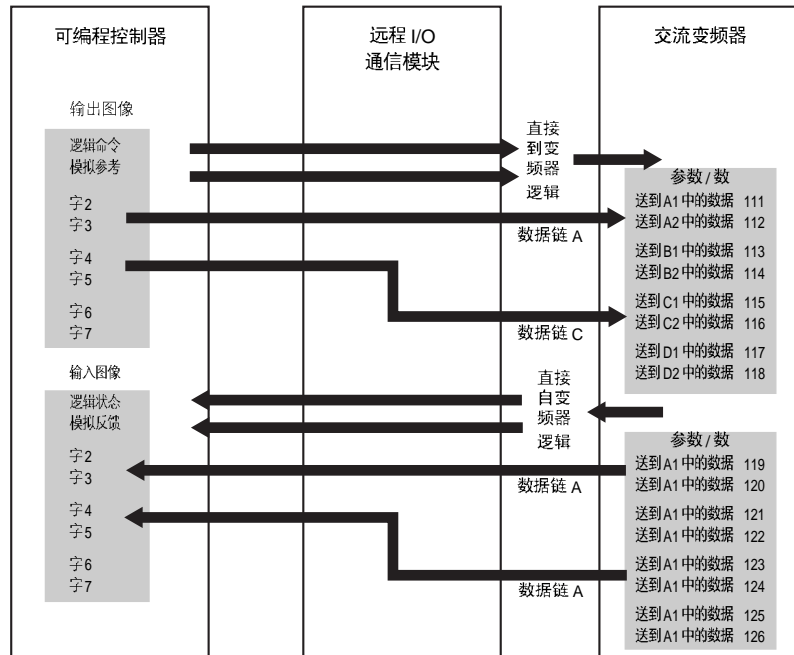 可编程控制器
远程 I/O
通信模块
交流变频器
输出图像
逻辑命令
模拟参考
字2
字3
字4
字5
字6
字7
直接
到变
频器
逻辑
数据链 A
数据链 C
参数 / 数
送到A1 中的数据 111
送到A2 中的数据 112
送到B1 中的数据 113
送到B2 中的数据 114
送到C1 中的数据 115
送到C2 中的数据 116
送到D1 中的数据 117
送到D2 中的数据 118
输入图像
逻辑状态
模拟反馈
字2
字3
字4
字5
字6
字7
直接
自变
频器
逻辑
数据链 A
数据链 A
参数 / 数
送到A1 中的数据 119
送到A1 中的数据 120
送到A1 中的数据 121
送到A1 中的数据 122
送到A1 中的数据 123
送到A1 中的数据 124
送到A1 中的数据 125
送到A1 中的数据 126